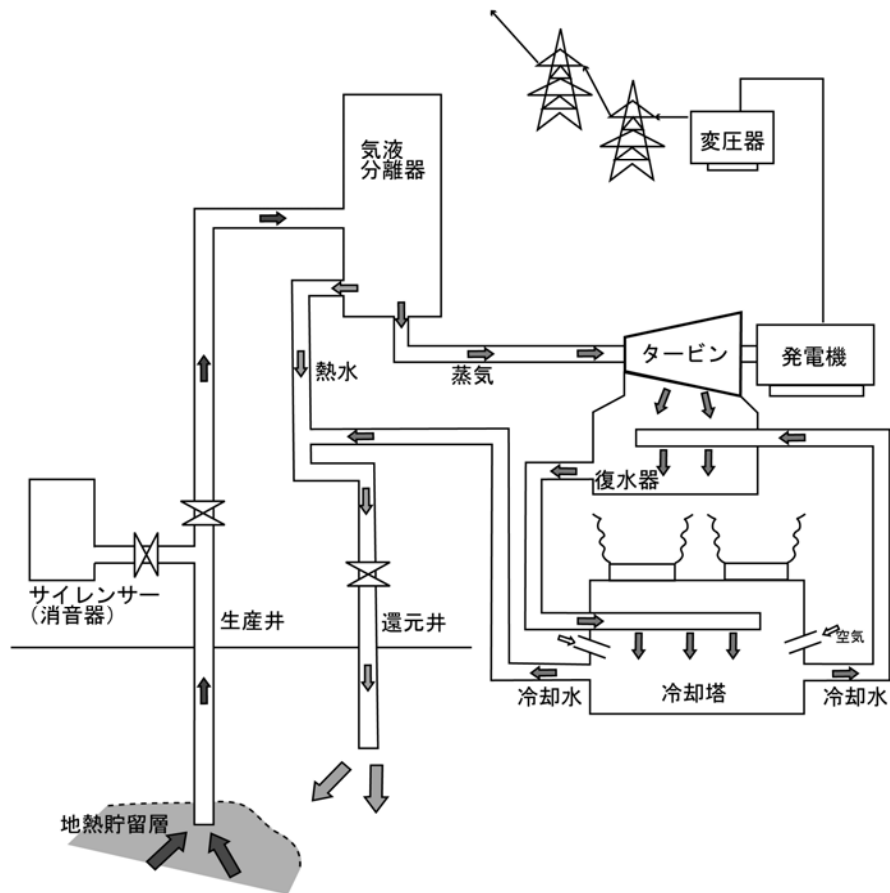 変圧器
気液
分離器
タービン
発電機
熱水
蒸気
復水器
サイレンサー
(消音器)
生産井
還元井
空気
冷却水
冷却塔
冷却水
地熱貯留層